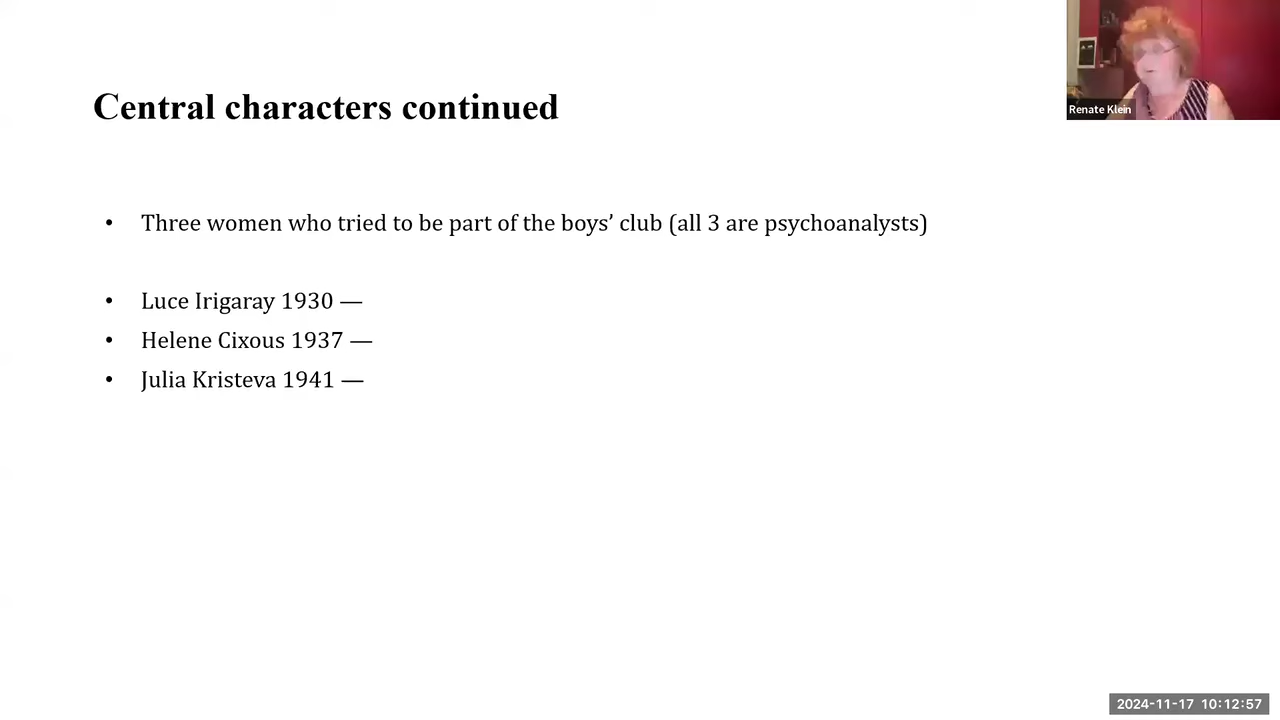 Central characters continued
Renate Klein
• Three women who tried to be part of the boys’ club (all 3 are psychoanalysts)
• Luce Irigaray 1930 —
• Helene Cixous 1937 —
• Julia Kristeva 1941 —
2024-11-17 10:12:57